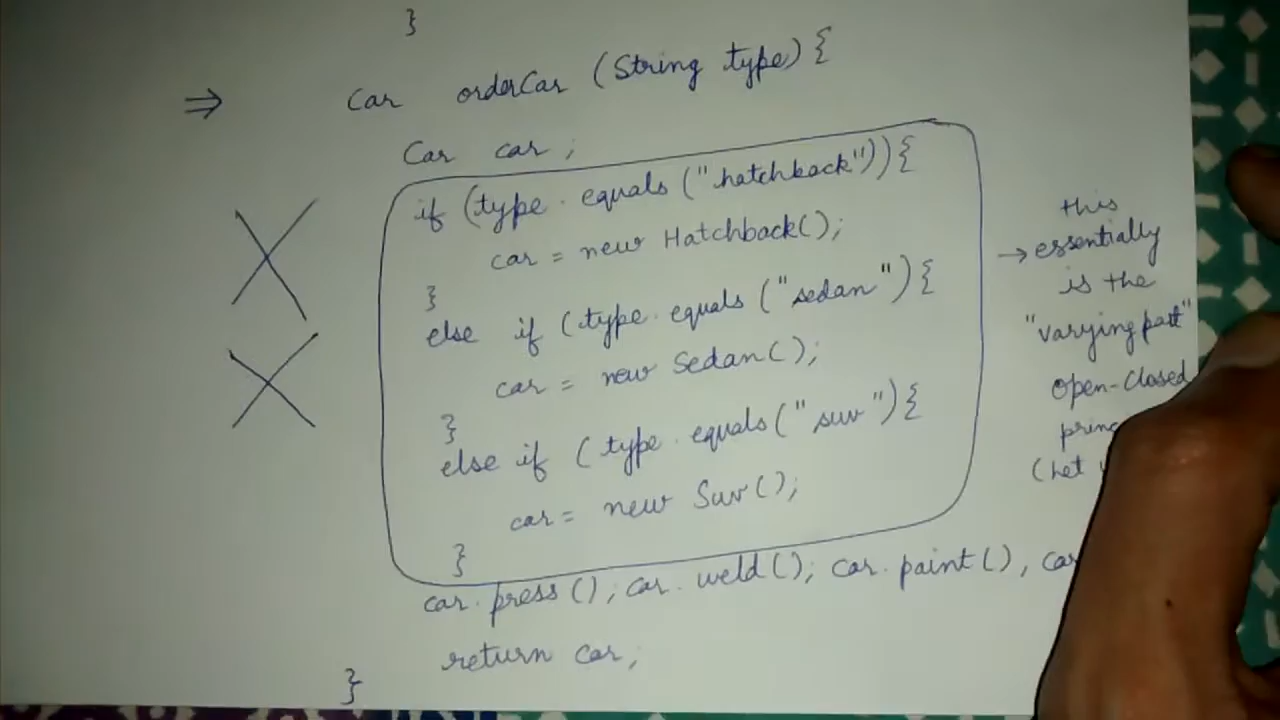 }
⇒ Car orderCar (String type) {
Car car ;
if (type. equals ("hatchback")) {
car = new Hatchback();
}
else if (type. equals ("sedan") {
car = new Sedan();
}
else if (type. equals("suv") {
car = new Suv();
}
car. press(); car. weld(); car. paint(), car
return car;
}
this
→ essentially
is the
"varying part"
Open-Closed